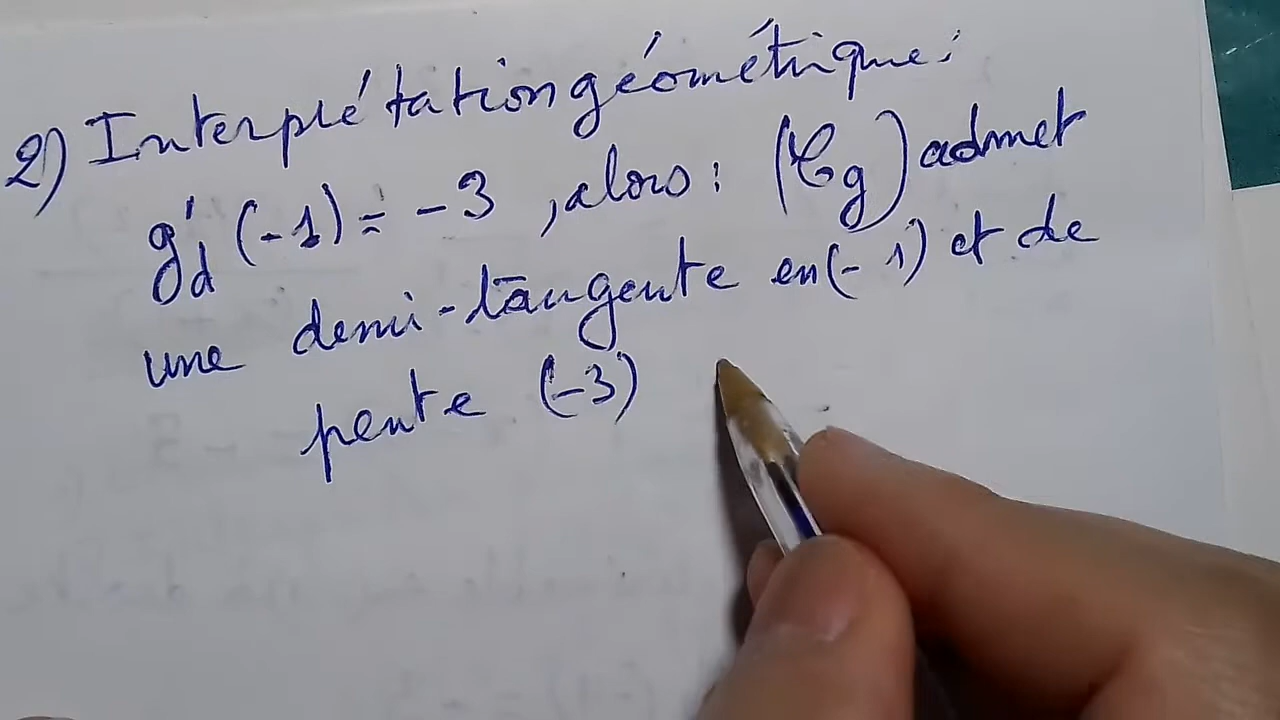 2) Interprétation géométrique:
g'd (-1) = -3, alors: (Cg) admet
une demi-tangente en (-1) et de
pente (-3)